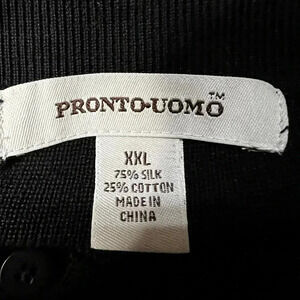 PRONTO-UOMO™
XXL
75% SILK
25% COTTON
MADE IN
CHINA